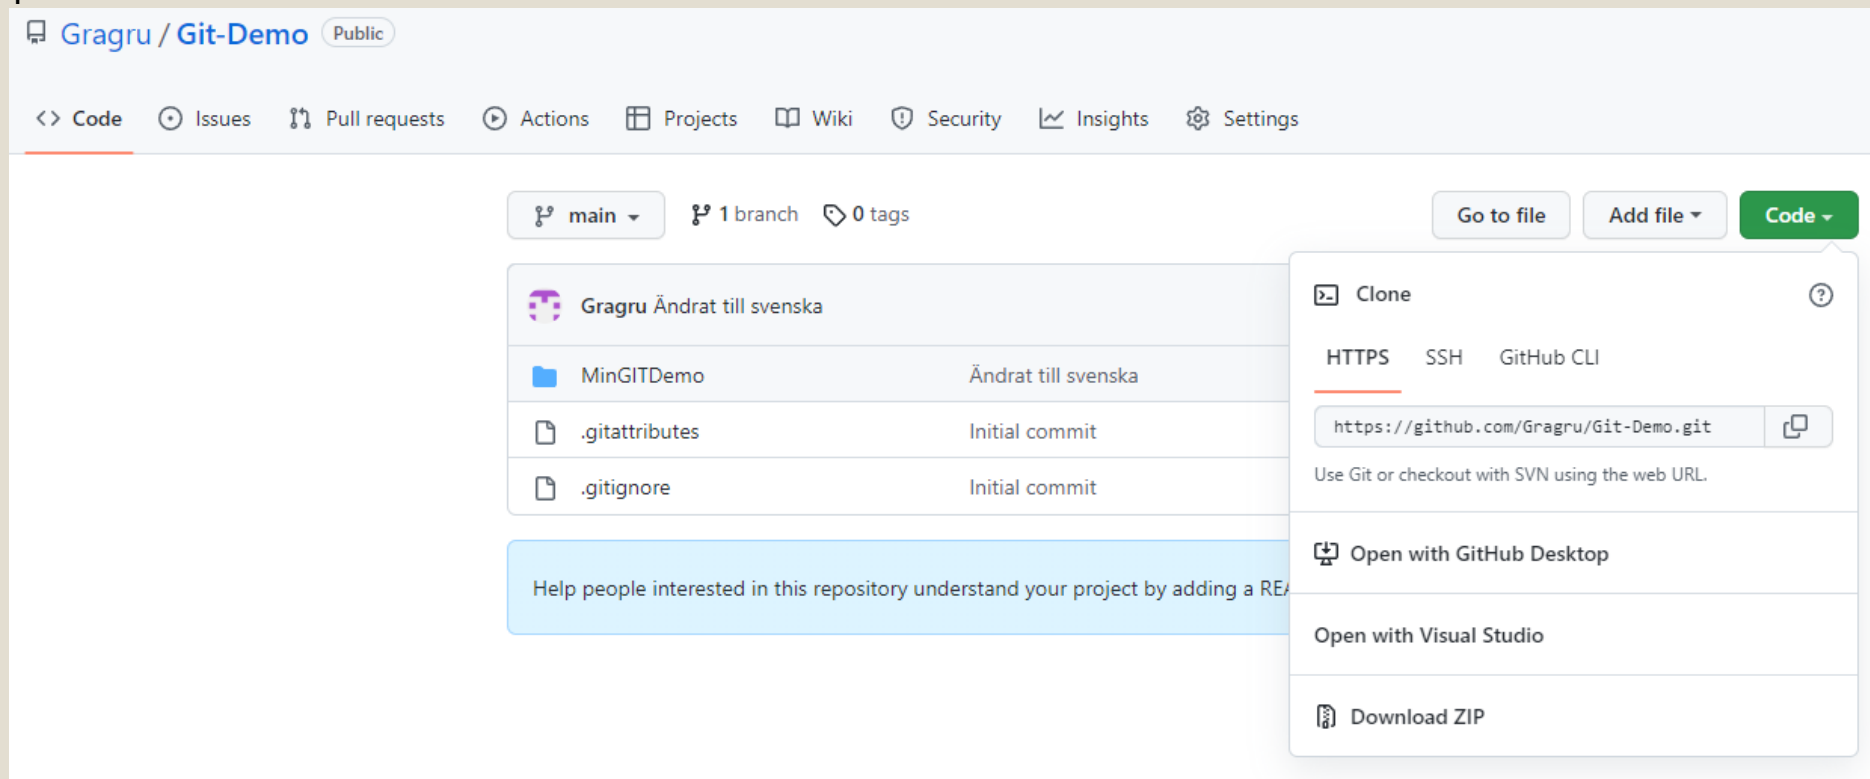 Gragru / Git-Demo Public
Code Issues Pull requests Actions Projects Wiki Security Insights Settings
main 1 branch 0 tags Go to file Add file Code
Gragru Ändrat till svenska
MinGITDemo Ändrat till svenska
.gitattributes Initial commit
.gitignore Initial commit
Help people interested in this repository understand your project by adding a
Clone
HTTPS SSH GitHub CLI
https://github.com/Gragru/Git-Demo.git
Use Git or checkout with SVN using the web URL.
Open with GitHub Desktop
Open with Visual Studio
Download ZIP